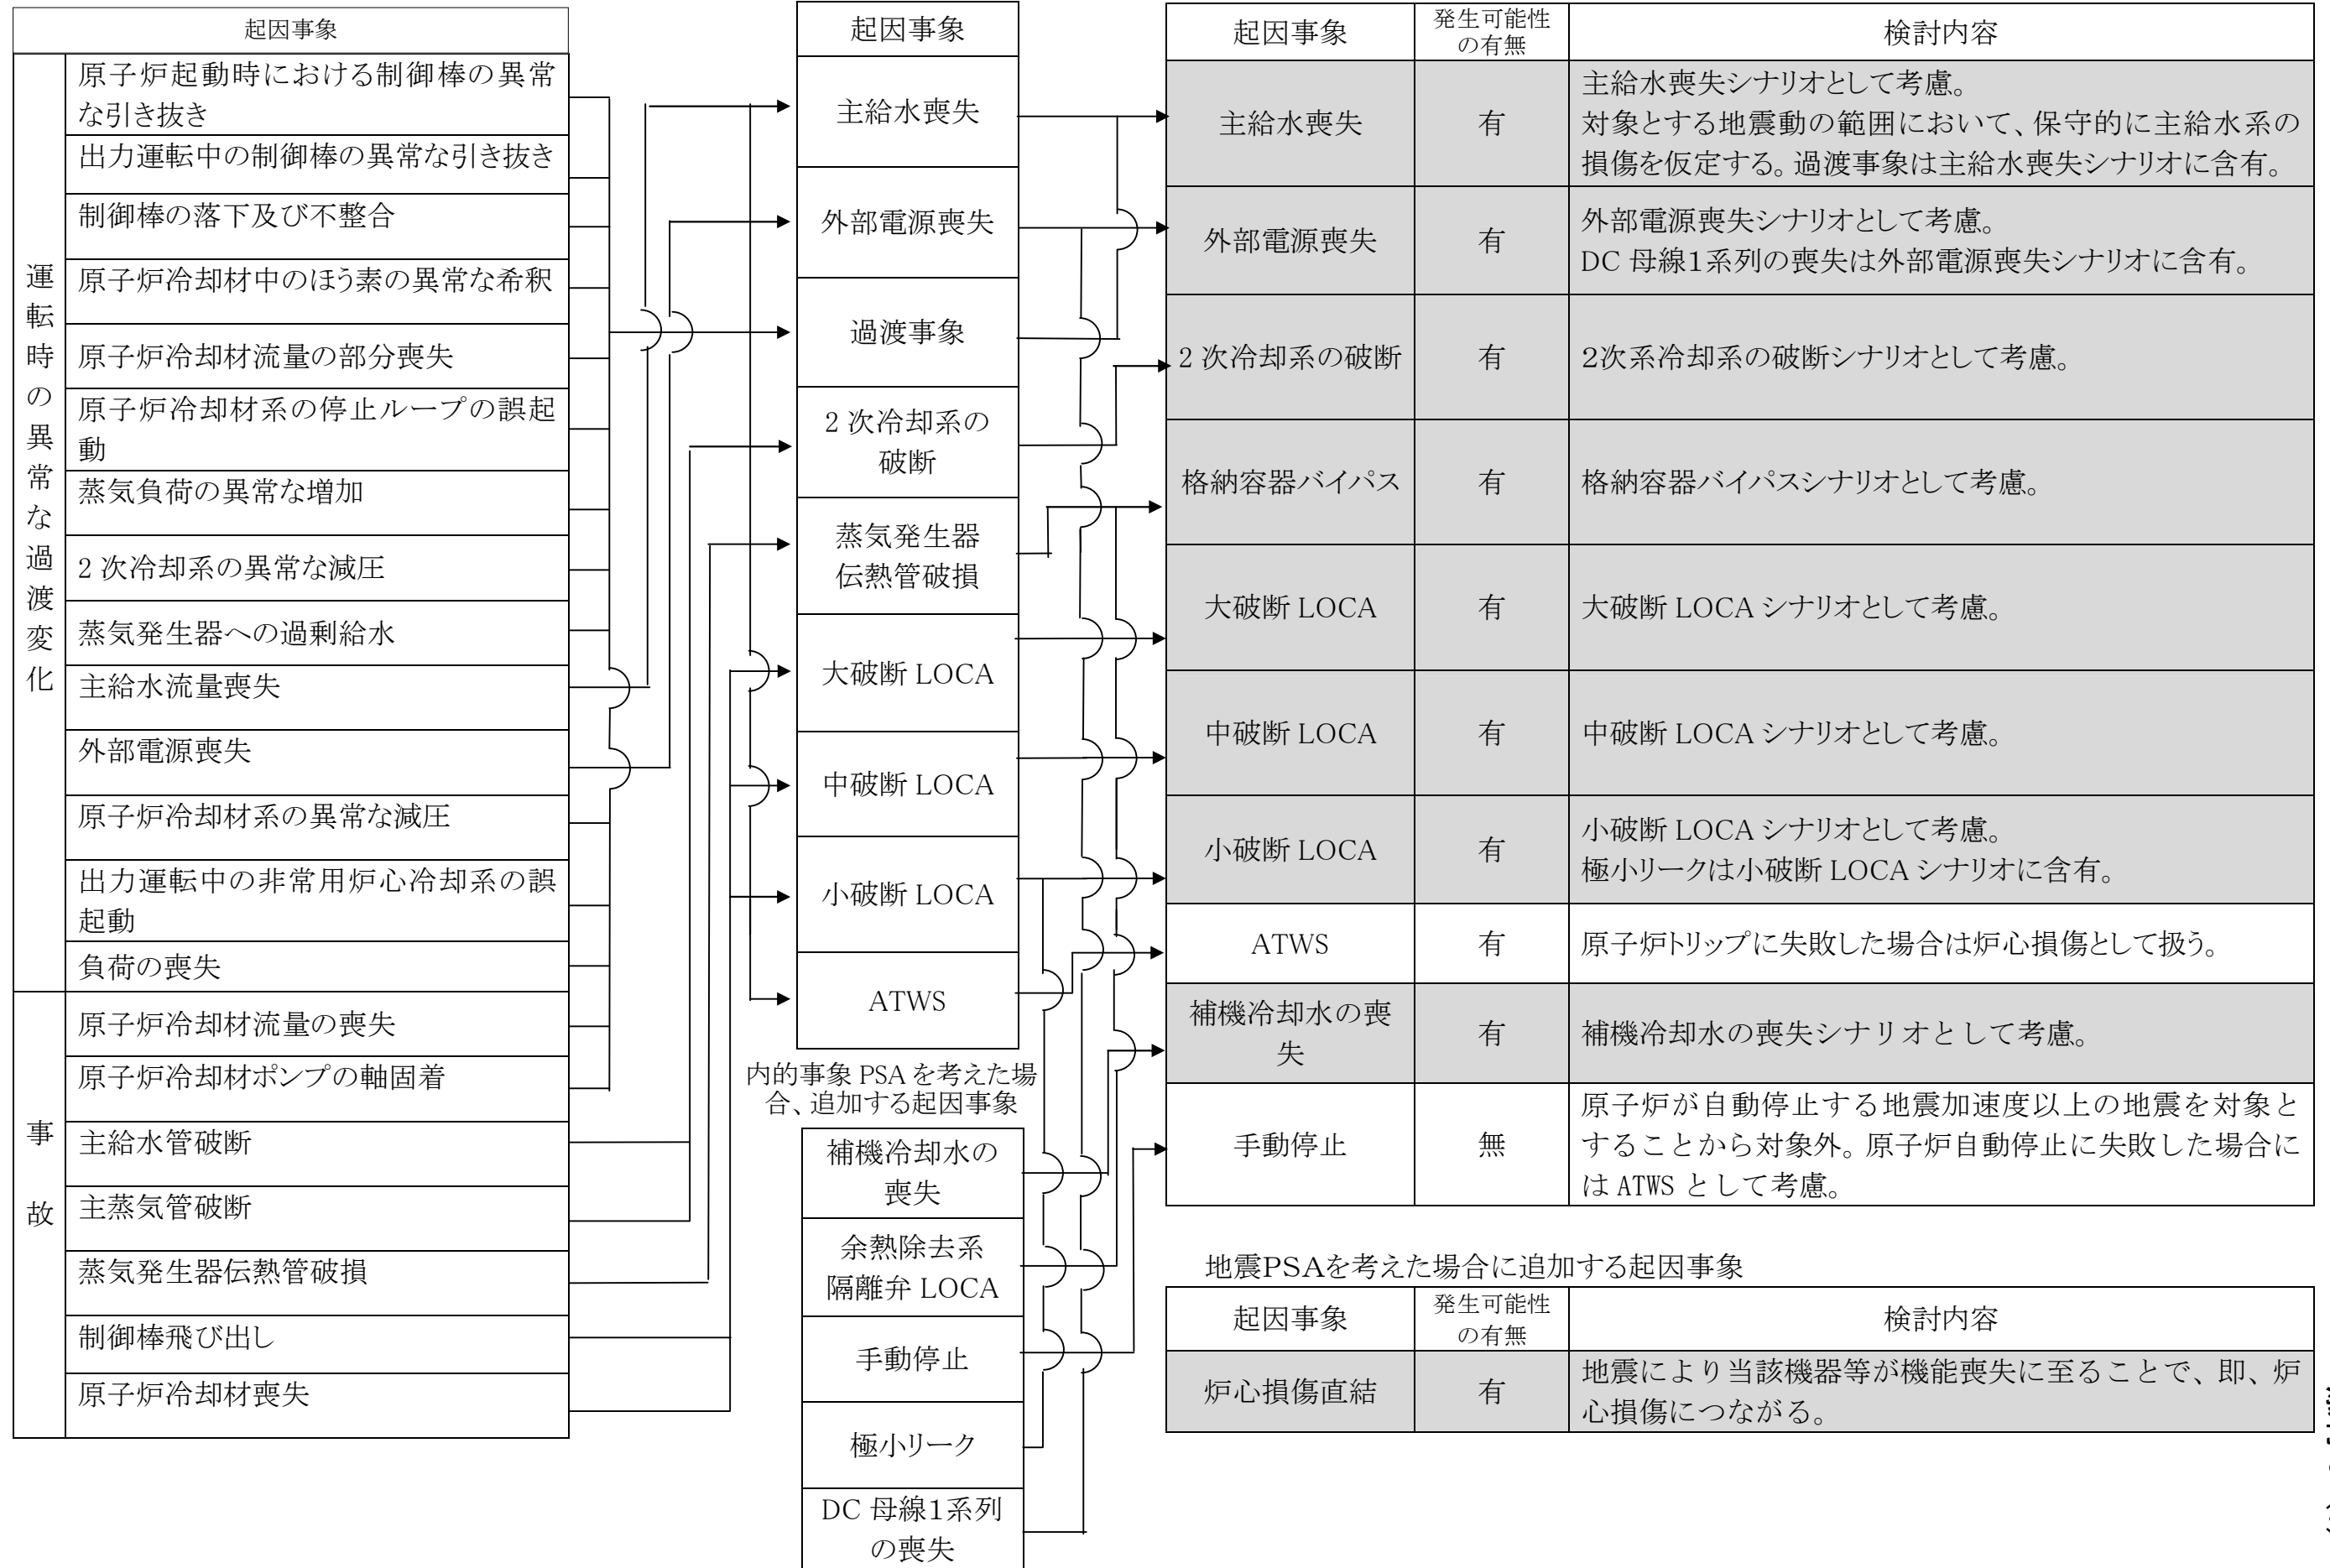 起因事象
運転時の異常な過渡変化
原子炉起動時における制御棒の異常
な引き抜き
出力運転中の制御棒の異常な引き抜き
制御棒の落下及び不整合
原子炉冷却材中のほう素の異常な希釈
原子炉冷却材流量の部分喪失
原子炉冷却材系の停止ループの誤起
動
蒸気負荷の異常な増加
2 次冷却系の異常な減圧
蒸気発生器への過剰給水
主給水流量喪失
外部電源喪失
原子炉冷却材系の異常な減圧
出力運転中の非常用炉心冷却系の誤
起動
負荷の喪失
事故
原子炉冷却材流量の喪失
原子炉冷却材ポンプの軸固着
主給水管破断
主蒸気管破断
蒸気発生器伝熱管破損
制御棒飛び出し
原子炉冷却材喪失
起因事象
主給水喪失
外部電源喪失
過渡事象
2 次冷却系の
破断
蒸気発生器
伝熱管破損
大破断 LOCA
中破断 LOCA
小破断 LOCA
ATWS
内的事象 PSA を考えた場
合、追加する起因事象
補機冷却水の
喪失
余熱除去系
隔離弁 LOCA
手動停止
極小リーク
DC 母線1系列
の喪失
起因事象
発生可能性
の有無
検討内容
主給水喪失
有
主給水喪失シナリオとして考慮。
対象とする地震動の範囲において、保守的に主給水系の
損傷を仮定する。過渡事象は主給水喪失シナリオに含有。
外部電源喪失
有
外部電源喪失シナリオとして考慮。
DC 母線1系列の喪失は外部電源喪失シナリオに含有。
2 次冷却系の破断
有
2次系冷却系の破断シナリオとして考慮。
格納容器バイパス
有
格納容器バイパスシナリオとして考慮。
大破断 LOCA
有
大破断 LOCA シナリオとして考慮。
中破断 LOCA
有
中破断 LOCA シナリオとして考慮。
小破断 LOCA
有
小破断 LOCA シナリオとして考慮。
極小リークは小破断 LOCA シナリオに含有。
ATWS
有
原子炉トリップに失敗した場合は炉心損傷として扱う。
補機冷却水の喪
失
有
補機冷却水の喪失シナリオとして考慮。
手動停止
無
原子炉が自動停止する地震加速度以上の地震を対象と
することから対象外。原子炉自動停止に失敗した場合に
は ATWS として考慮。
地震PSAを考えた場合に追加する起因事象
起因事象
発生可能性
の有無
検討内容
炉心損傷直結
有
地震により当該機器等が機能喪失に至ることで、即、炉
心損傷につながる。